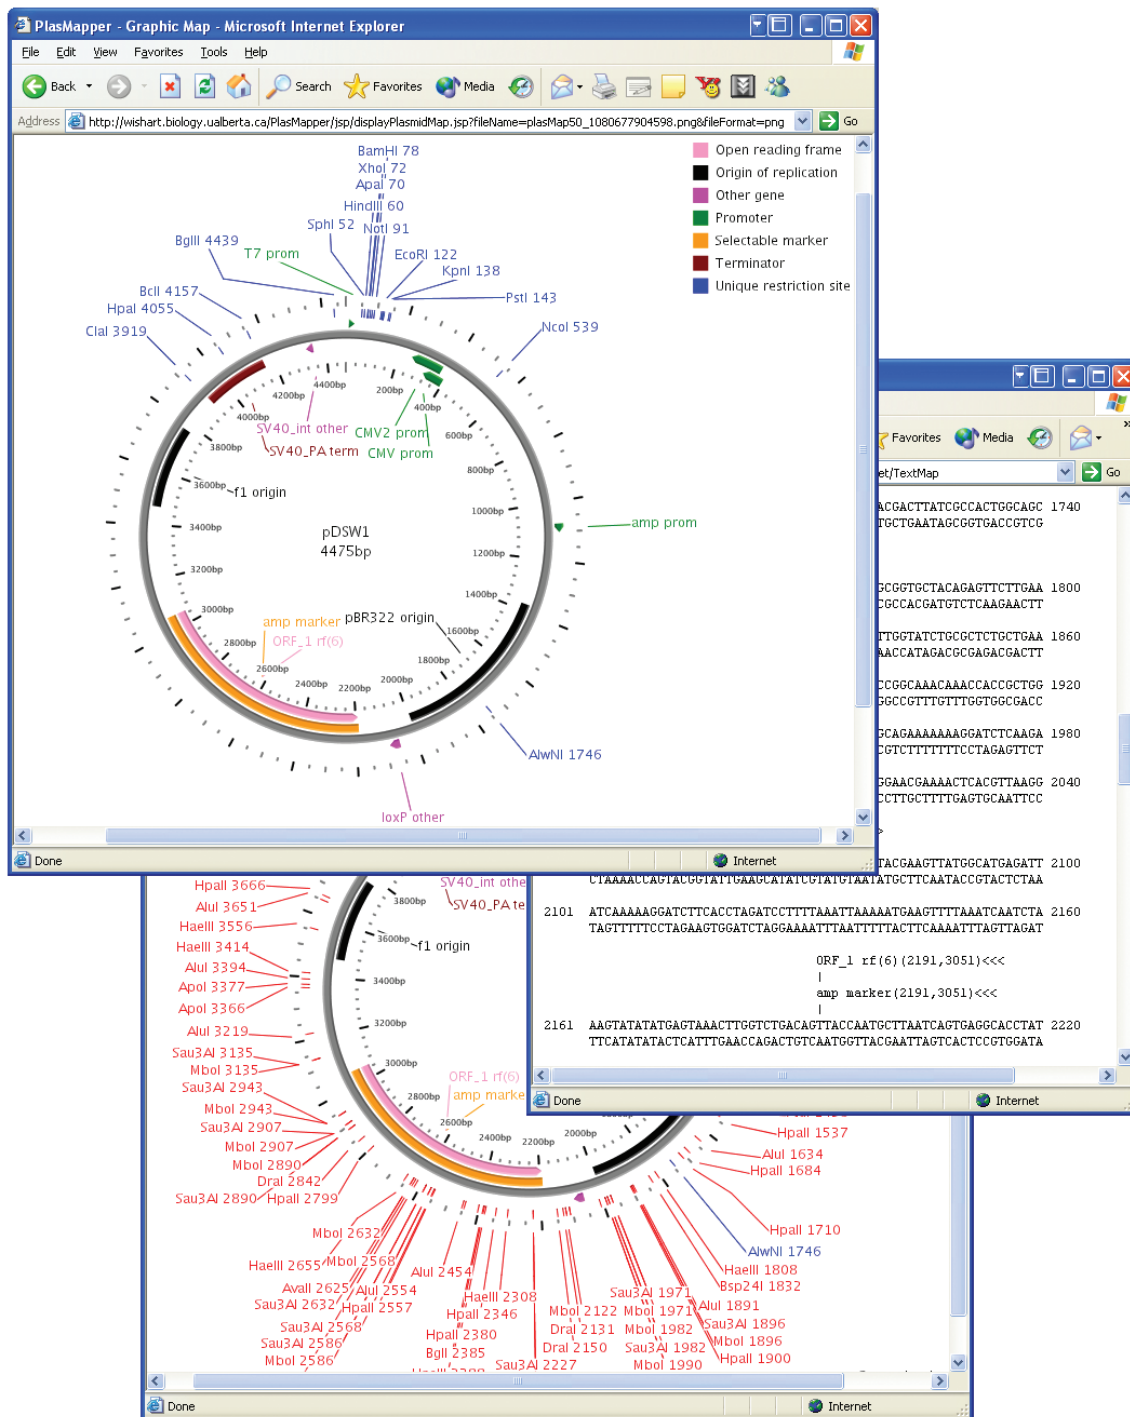 PlasMapper - Graphic Map - Microsoft Internet Explorer
File Edit View Favorites Tools Help
Back Search Favorites Media
Address http://wishart.biology.ualberta.ca/PlasMapper/jsp/displayPlasmidMap.jsp?fileName=plasMap50_1080677904598.png&fileFormat=png Go
Open reading frame
Origin of replication
Other gene
Promoter
Selectable marker
Terminator
Unique restriction site
BamHI 78
XhoI 72
ApaI 70
HindIII 60
SphI 52
NotI 91
BglII 4439
T7 prom
EcoRI 122
KpnI 138
PstI 143
BclI 4157
HpaI 4055
ClaI 3919
NcoI 539
4400bp
200bp
4200bp
400bp
4000bp
600bp
SV40_int other
CMV2 prom
SV40_PA term
CMV prom
3800bp
800bp
3600bp
f1 origin
1000bp
3400bp
pDSW1
4475bp
amp prom
1200bp
3200bp
1400bp
3000bp
amp marker
pBR322 origin
ORF_1 rf(6)
1600bp
2800bp
1800bp
2600bp
2000bp
2400bp
2200bp
AlwNI 1746
loxP other
Done Internet
Favorites Media
et/TextMap Go
ACGACTTATCGCCACTGGCAGC 1740
TGCTGAATAGCGGTGACCGTCG
GCGGTGCTACAGAGTTCTTGAA 1800
CGCCACGATGTCTCAAGAACTT
TTGGTATCTGCGCTCTGCTGAA 1860
AACCATAGACGCGAGACGACTT
CCGGCAAACAAACCACCGCTGG 1920
GGCCGTTTGTTTGGTGGCGACC
GCAGAAAAAAAGGATCTCAAGA 1980
CGTCTTTTTTTCCTAGAGTTCT
GGAACGAAAACTCACGTTAAGG 2040
CCTTGCTTTTGAGTGCAATTCC
>
TACGAAGTTATGGCATGAGATT 2100
CTAAAACCAGTACGGTATTGAAGCATATCGTATGTAATATGCTTCAATACCGTACTCTAA
2101 ATCAAAAAGGATCTTCACCTAGATCCTTTTAAATTAAAAATGAAGTTTTAAATCAATCTA 2160
TAGTTTTTCCTAGAAGTGGATCTAGGAAAATTTAATTTTTACTTCAAAATTTAGTTAGAT
ORF_1 rf(6)(2191,3051)<<<
|
amp marker(2191,3051)<<<
|
2161 AAGTATATATGAGTAAACTTGGTCTGACAGTTACCAATGCTTAATCAGTGAGGCACCTAT 2220
TTCATATATACTCATTTGAACCAGACTGTCAATGGTTACGAATTAGTCACTCCGTGGATA
Done Internet
HpaII 3666
AluI 3651
HaeIII 3556
HaeIII 3414
AluI 3394
ApoI 3377
ApoI 3366
AluI 3219
Sau3AI 3135
MboI 3135
Sau3AI 2943
MboI 2943
Sau3AI 2907
MboI 2907
MboI 2890
DraI 2842
Sau3AI 2890 HpaII 2799
SV40_int othe
SV40_PA te
3800bp
3600bp
f1 origin
3400bp
3200bp
3000bp
ORF_1 rf(6)
2800bp
amp marke
2600bp
2400bp
2200bp
2000bp
HpaII 1537
AluI 1634
HpaII 1684
HpaII 1710
AlwNI 1746
HaeIII 1808
Bsp24I 1832
MboI 2632
HaeIII 2655 MboI 2568
AvaII 2625 AluI 2554
Sau3AI 2632 HpaII 2557
Sau3AI 2568
Sau3AI 2586
MboI 2586
AluI 2454
HaeIII 2308
HpaII 2346
HpaII 2380
BglI 2385
Sau3AI 2227
MboI 2122
DraI 2131
DraI 2150
Sau3AI 1971
MboI 1971
MboI 1982
Sau3AI 1982
MboI 1990
AluI 1891
Sau3AI 1896
MboI 1896
HpaII 1900
Done Internet